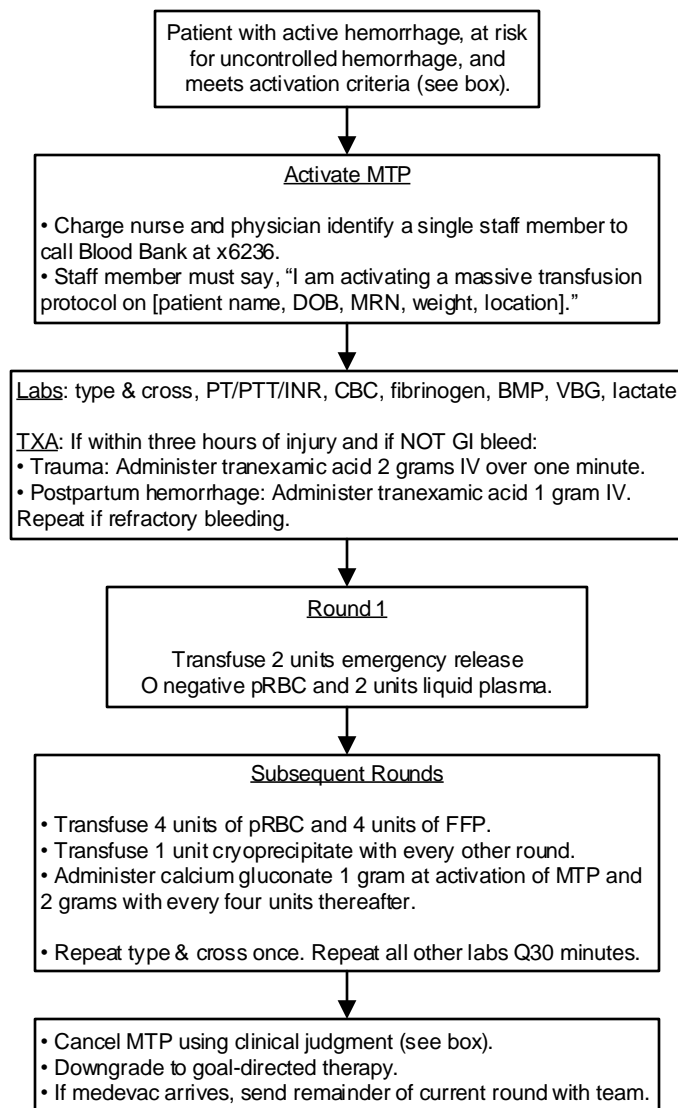 Patient with active hemorrhage, at risk
for uncontrolled hemorrhage, and
meets activation criteria (see box).
Activate MTP
• Charge nurse and physician identify a single staff member to
call Blood Bank at x6236.
• Staff member must say, “I am activating a massive transfusion
protocol on [patient name, DOB, MRN, weight, location].”
Labs: type & cross, PT/PTT/INR, CBC, fibrinogen, BMP, VBG, lactate
TXA: If within three hours of injury and if NOT GI bleed:
• Trauma: Administer tranexamic acid 2 grams IV over one minute.
• Postpartum hemorrhage: Administer tranexamic acid 1 gram IV.
Repeat if refractory bleeding.
Round 1
Transfuse 2 units emergency release
O negative pRBC and 2 units liquid plasma.
Subsequent Rounds
• Transfuse 4 units of pRBC and 4 units of FFP.
• Transfuse 1 unit cryoprecipitate with every other round.
• Administer calcium gluconate 1 gram at activation of MTP and
2 grams with every four units thereafter.
• Repeat type & cross once. Repeat all other labs Q30 minutes.
• Cancel MTP using clinical judgment (see box).
• Downgrade to goal-directed therapy.
• If medevac arrives, send remainder of current round with team.